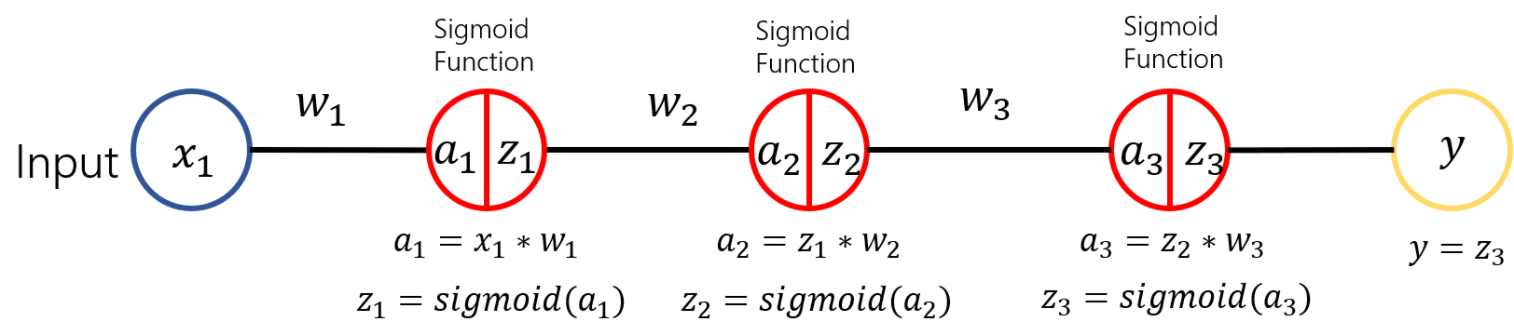 Sigmoid
Function
Sigmoid
Function
Sigmoid
Function
w₁
w₂
w₃
Input
x₁
a₁ z₁
a₂ z₂
a₃ z₃
y
a₁ = x₁ * w₁
a₂ = z₁ * w₂
a₃ = z₂ * w₃
y = z₃
z₁ = sigmoid(a₁)
z₂ = sigmoid(a₂)
z₃ = sigmoid(a₃)